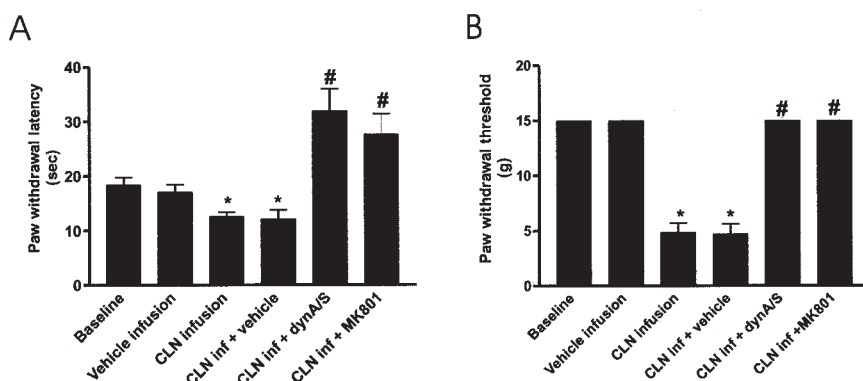 A
Paw withdrawal latency
(sec)
40
30
20
10
0
*
*
#
#
Baseline
Vehicle infusion
CLN infusion
CLN inf + vehicle
CLN inf + dynA/S
CLN inf + MK801
B
Paw withdrawal threshold
(g)
20
15
10
5
0
*
*
#
#
Baseline
Vehicle infusion
CLN infusion
CLN inf + vehicle
CLN inf + dynA/S
CLN inf +MK801